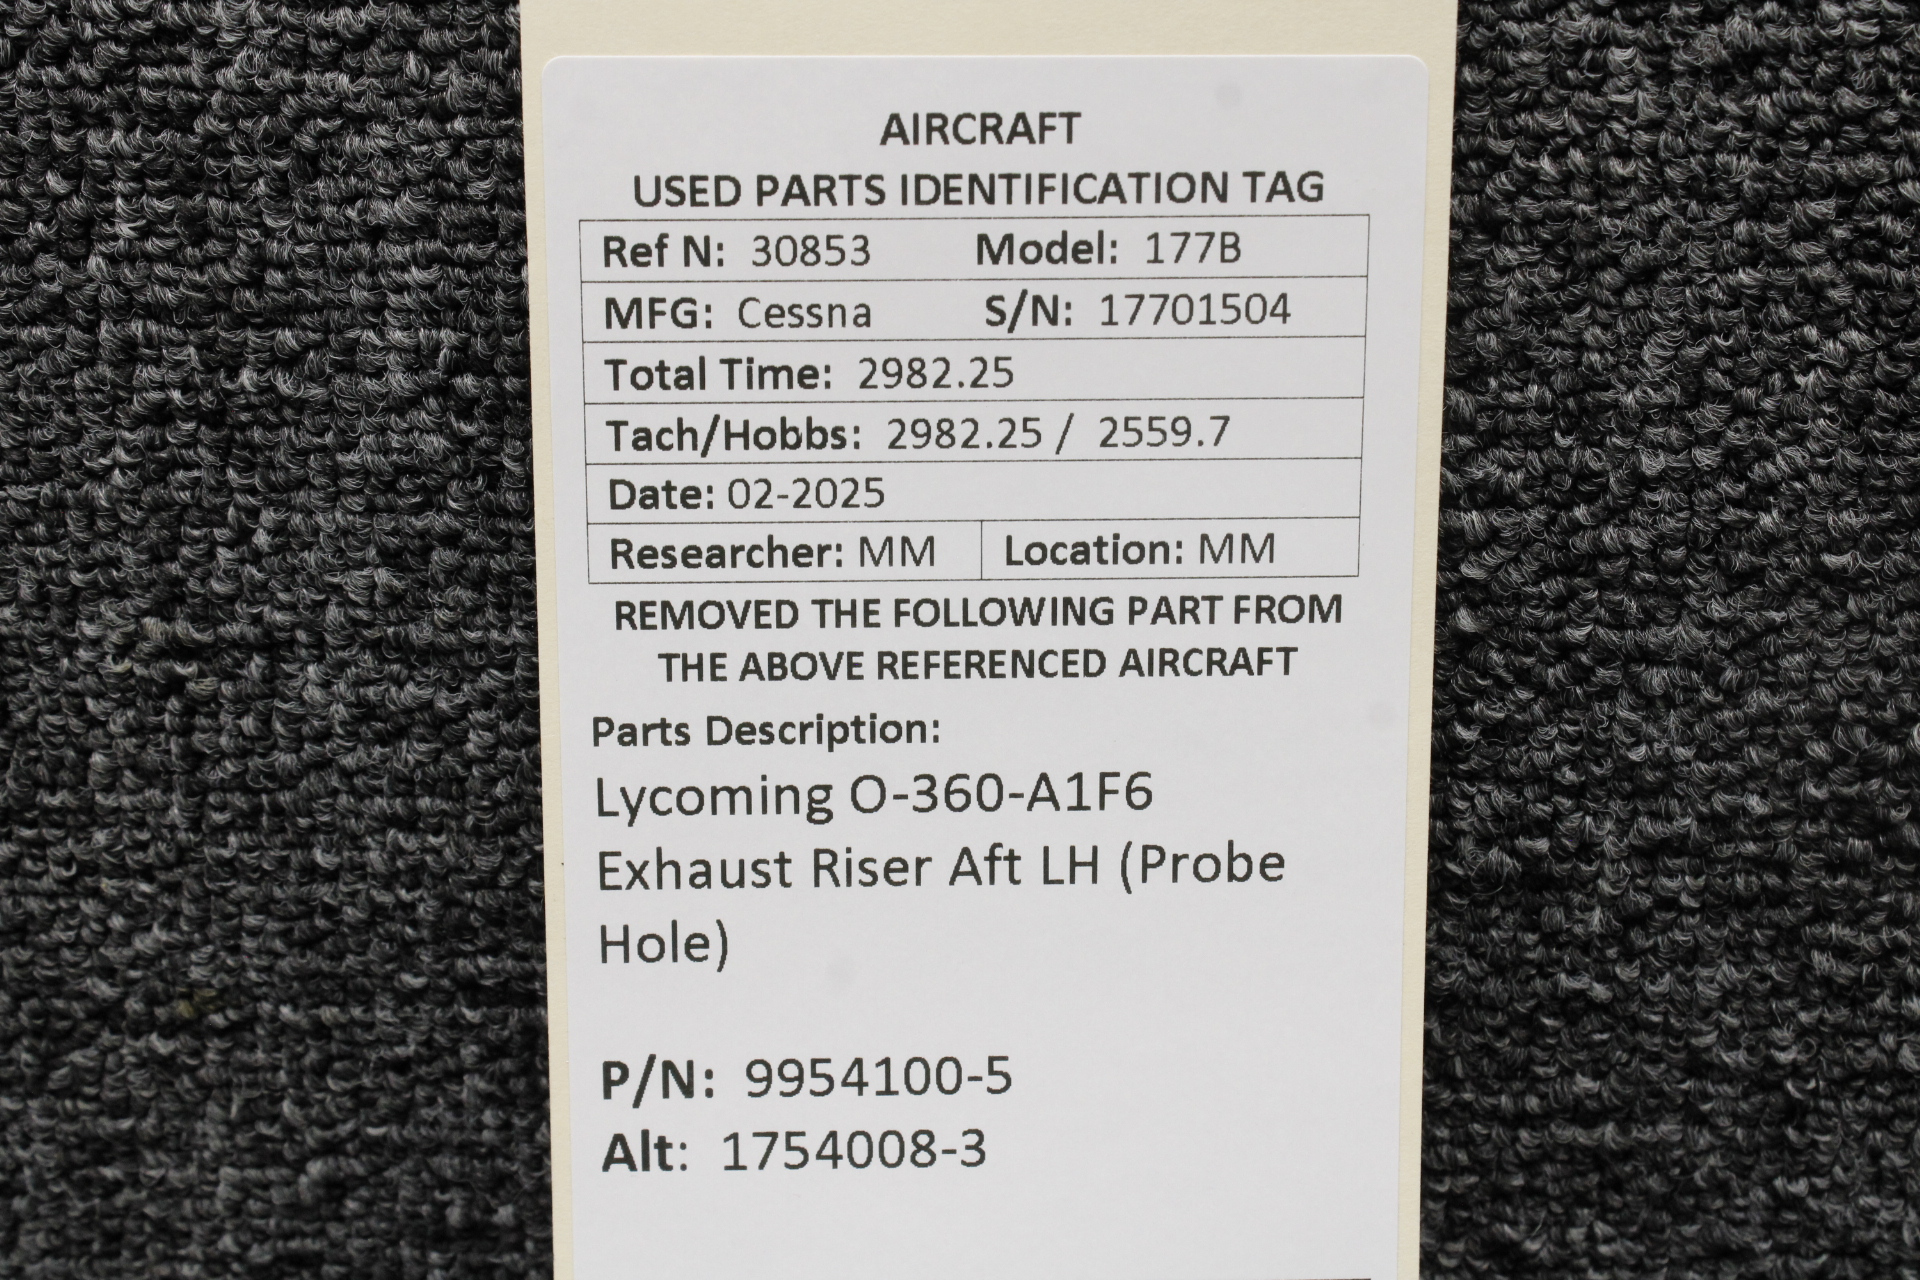 AIRCRAFT
USED PARTS IDENTIFICATION TAG
Ref N: 30853 Model: 177B
MFG: Cessna S/N: 17701504
Total Time: 2982.25
Tach/Hobbs: 2982.25 / 2559.7
Date: 02-2025
Researcher: MM Location: MM
REMOVED THE FOLLOWING PART FROM
THE ABOVE REFERENCED AIRCRAFT
Parts Description:
Lycoming O-360-A1F6
Exhaust Riser Aft LH (Probe
Hole)
P/N: 9954100-5
Alt: 1754008-3